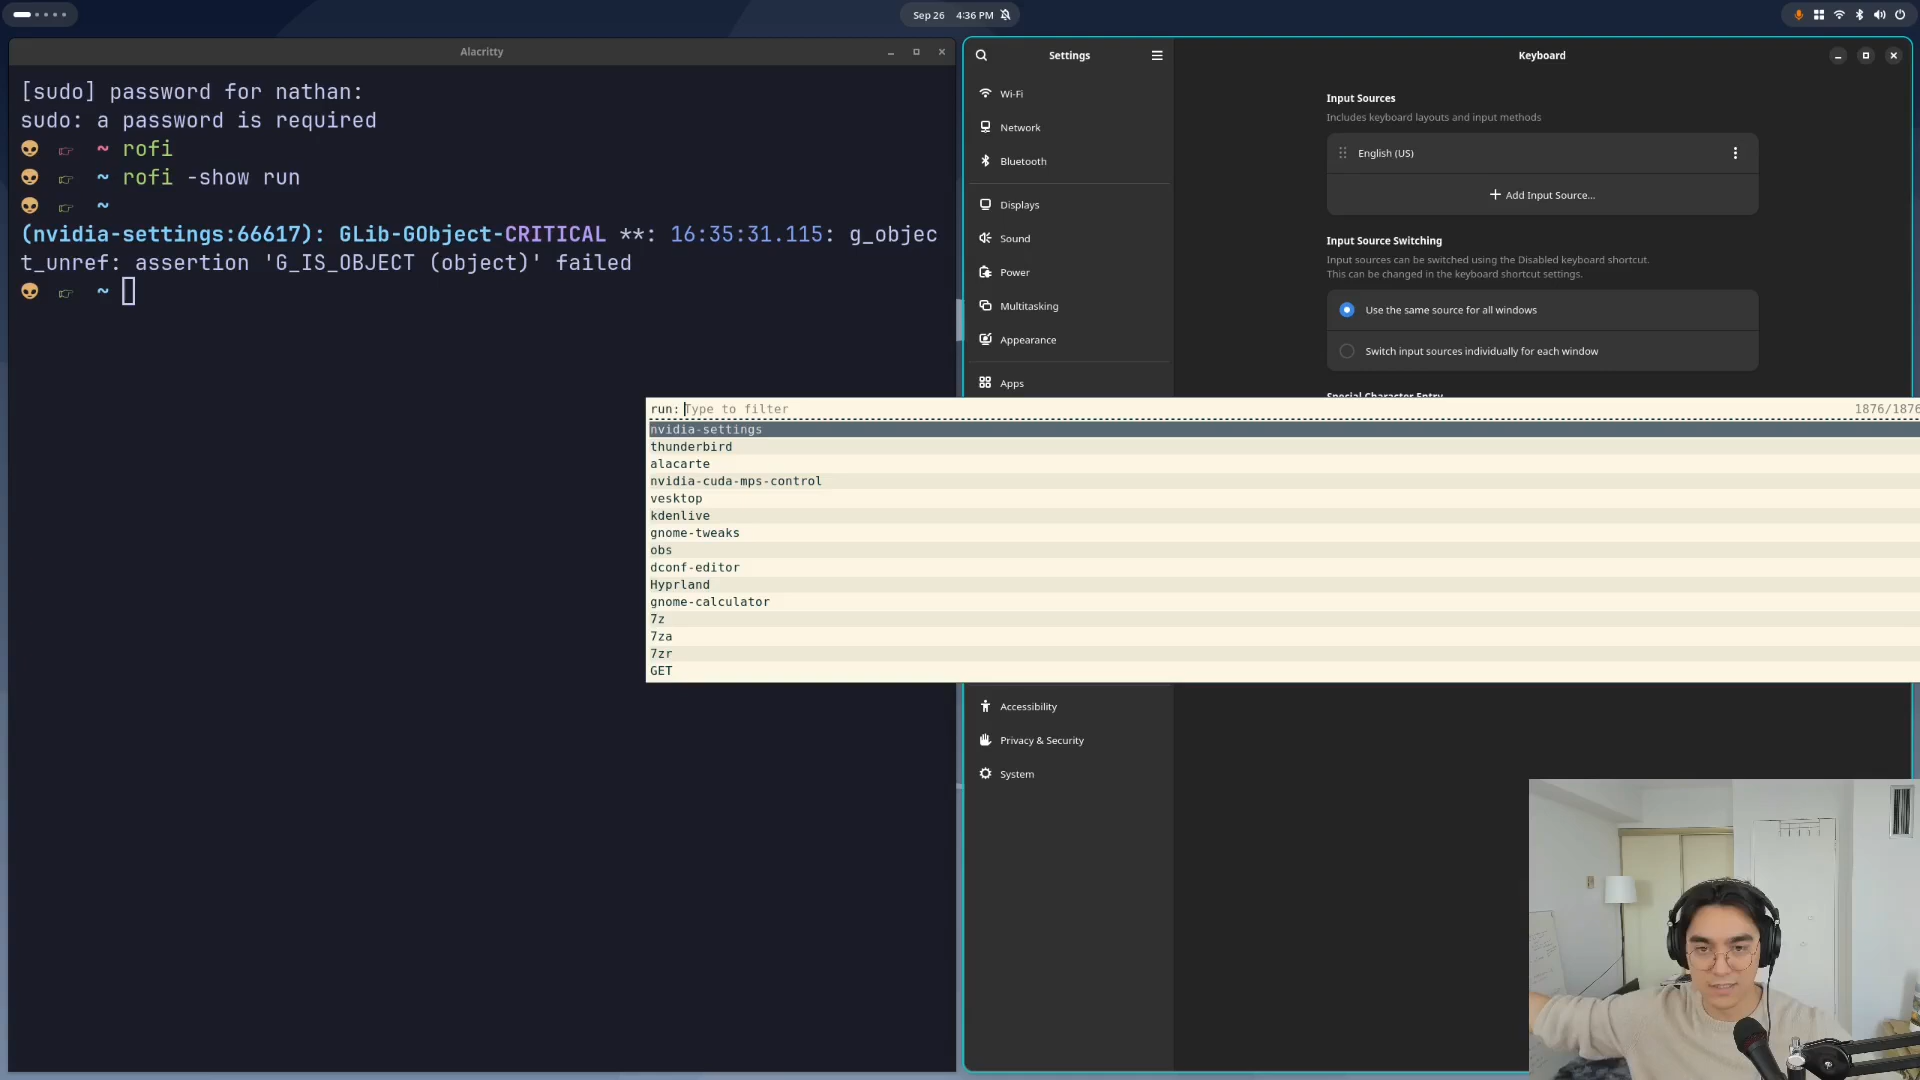 Sep 26 4:36 PM
Alacritty
[sudo] password for nathan:
sudo: a password is required
~ rofi
~ rofi -show run
~
(nvidia-settings:66617): GLib-GObject-CRITICAL **: 16:35:31.115: g_objec
t_unref: assertion 'G_IS_OBJECT (object)' failed
~
Settings
Wi-Fi
Network
Bluetooth
Displays
Sound
Power
Multitasking
Appearance
Apps
Keyboard
Input Sources
Includes keyboard layouts and input methods
English (US)
Add Input Source...
Input Source Switching
Input sources can be switched using the Disabled keyboard shortcut.
This can be changed in the keyboard shortcut settings.
Use the same source for all windows
Switch input sources individually for each window
Special Character Entry
run: Type to filter 1876/1876
nvidia-settings
thunderbird
alacarte
nvidia-cuda-mps-control
vesktop
kdenlive
gnome-tweaks
obs
dconf-editor
Hyprland
gnome-calculator
7z
7za
7zr
GET
Accessibility
Privacy & Security
System